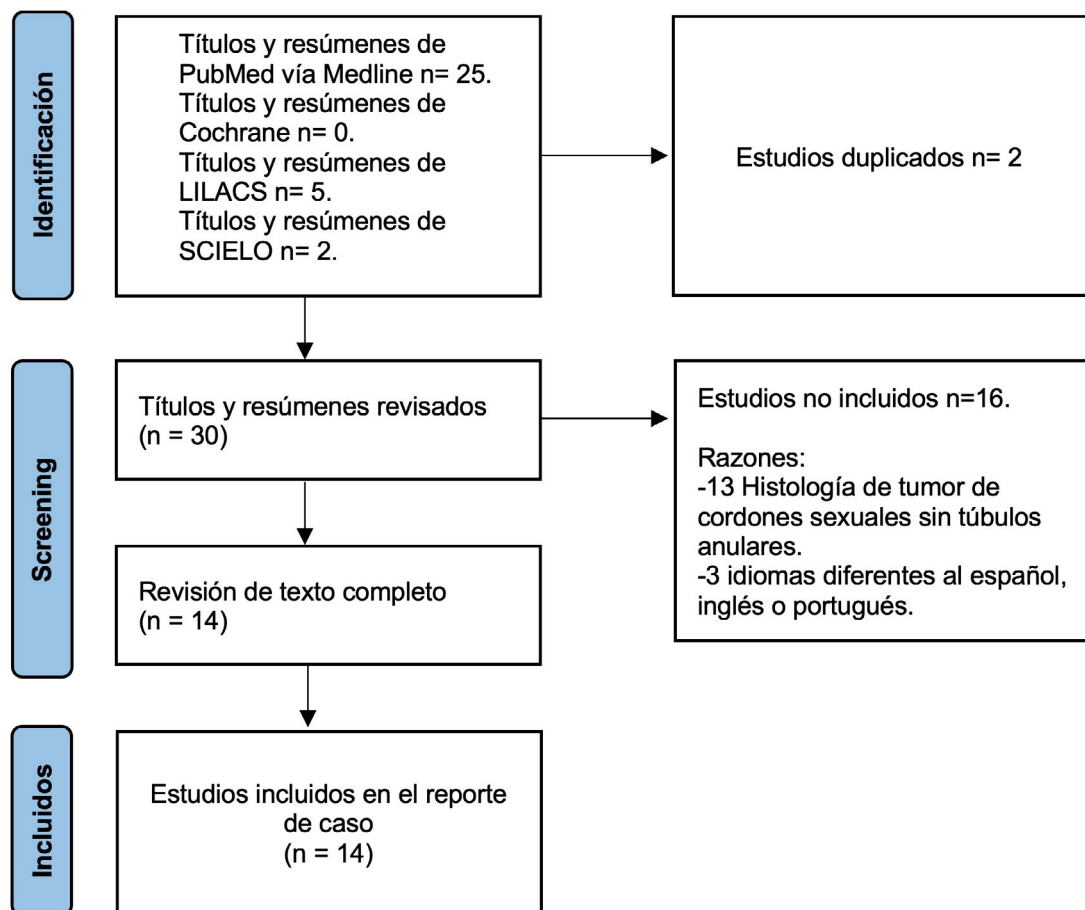 Identificación
Títulos y resúmenes de
PubMed vía Medline n= 25.
Títulos y resúmenes de
Cochrane n= 0.
Títulos y resúmenes de
LILACS n= 5.
Títulos y resúmenes de
SCIELO n= 2.
Estudios duplicados n= 2
Screening
Títulos y resúmenes revisados
(n = 30)
Estudios no incluidos n=16.
Razones:
-13 Histología de tumor de
cordones sexuales sin túbulos
anulares.
-3 idiomas diferentes al español,
inglés o portugués.
Revisión de texto completo
(n = 14)
Incluidos
Estudios incluidos en el reporte
de caso
(n = 14)